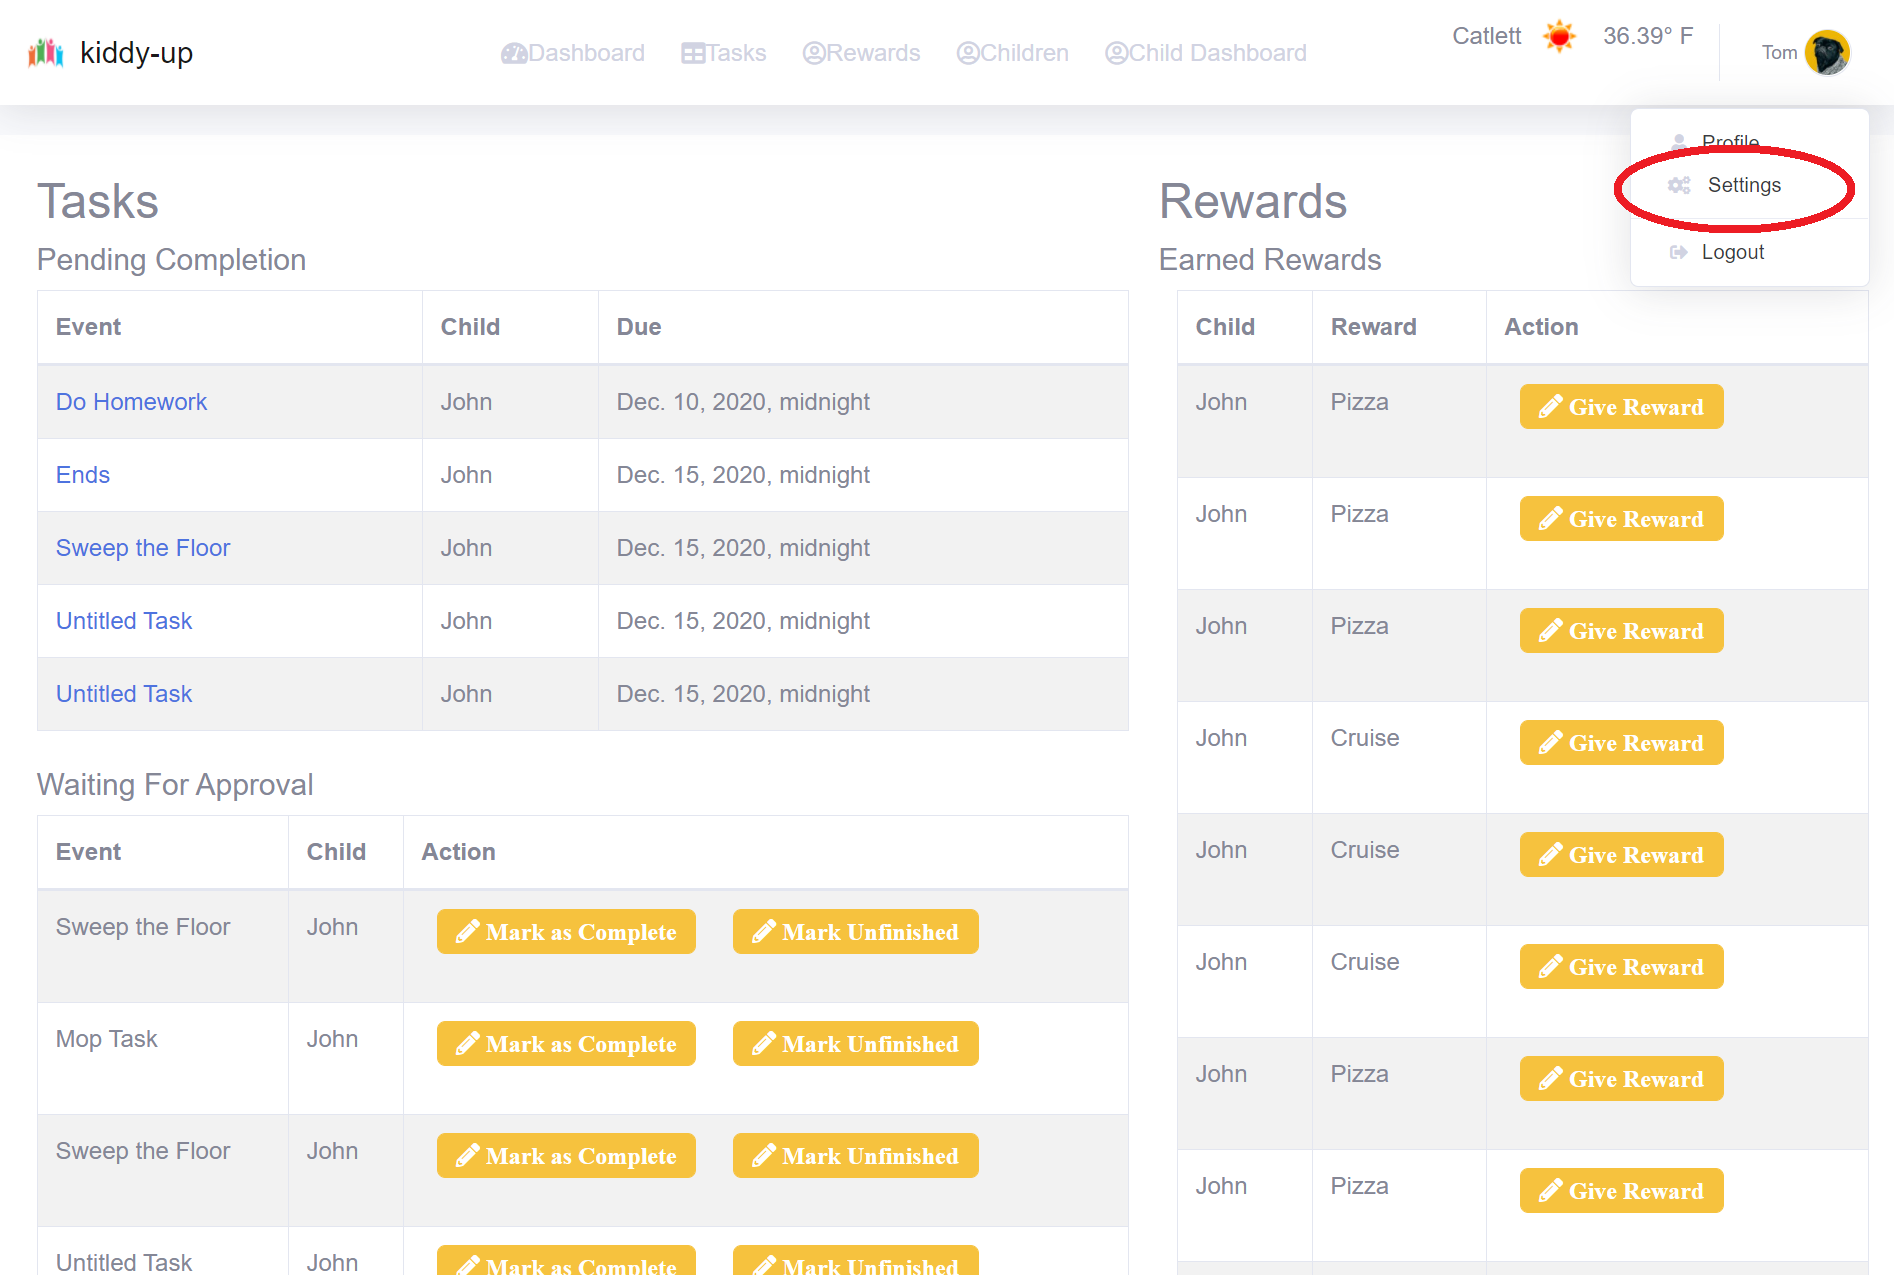 kiddy-up
Dashboard Tasks Rewards Children Child Dashboard
Catlett 36.39° F
Tom
Profile
Settings
Logout
Tasks
Pending Completion
Event Child Due
Do Homework John Dec. 10, 2020, midnight
Ends John Dec. 15, 2020, midnight
Sweep the Floor John Dec. 15, 2020, midnight
Untitled Task John Dec. 15, 2020, midnight
Untitled Task John Dec. 15, 2020, midnight
Waiting For Approval
Event Child Action
Sweep the Floor John Mark as Complete Mark Unfinished
Mop Task John Mark as Complete Mark Unfinished
Sweep the Floor John Mark as Complete Mark Unfinished
Untitled Task John Mark as Complete Mark Unfinished
Rewards
Earned Rewards
Child Reward Action
John Pizza Give Reward
John Pizza Give Reward
John Pizza Give Reward
John Cruise Give Reward
John Cruise Give Reward
John Cruise Give Reward
John Pizza Give Reward
John Pizza Give Reward